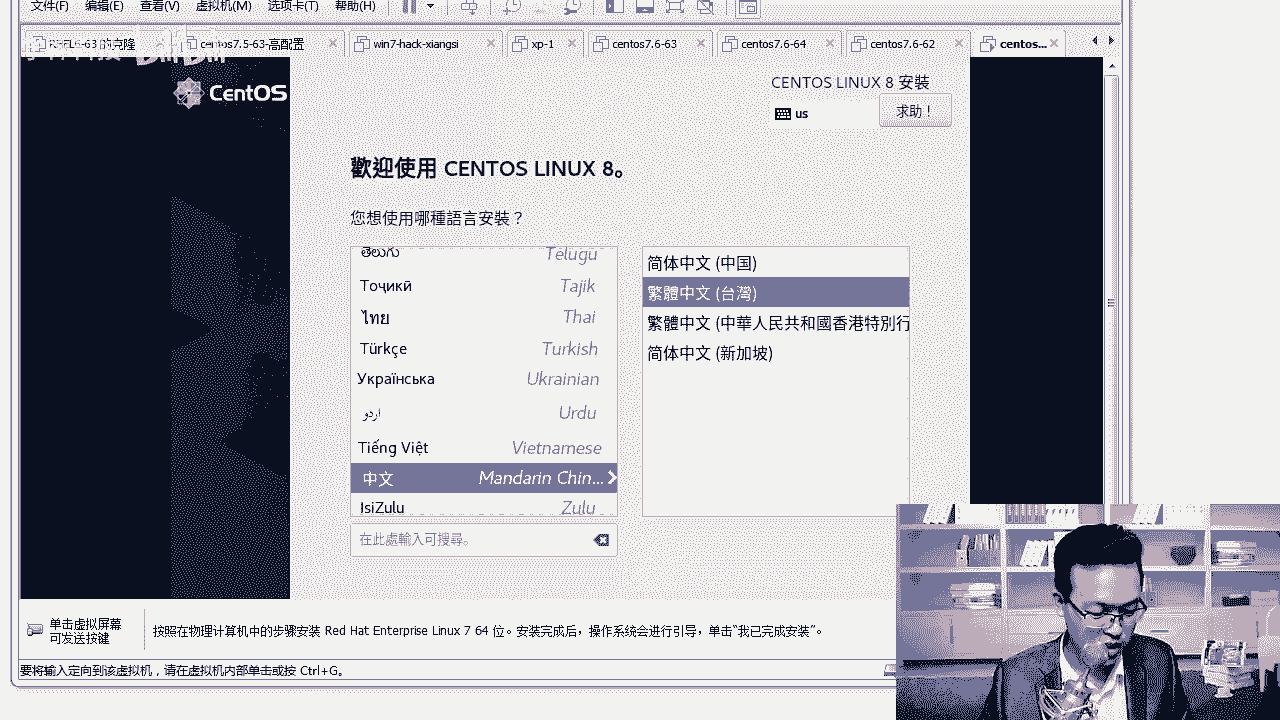 文件(F) 编辑(E) 查看(V) 虚拟机(M) 选项卡(T) 帮助(H)
63 的克隆 centos7.5-63-高配置 win7-hack-xiangsi xp-1 centos7.6-63 centos7.6-64 centos7.6-62 centos...
CentOS
CENTOS LINUX 8 安裝
us
求助！
歡迎使用 CENTOS LINUX 8。
您想使用哪種語言安裝？
తెలుగు Telugu
Тоҷикӣ Tajik
ไทย Thai
Türkçe Turkish
Українська Ukrainian
اردو Urdu
Tiếng Việt Vietnamese
中文 Mandarin Chin...
IsiZulu Zulu
简体中文 (中国)
繁體中文 (台灣)
繁體中文 (中華人民共和國香港特別行
简体中文 (新加坡)
在此處輸入可搜尋。
单击虚拟屏幕
可发送按键
按照在物理计算机中的步骤安装 Red Hat Enterprise Linux 7 64 位。安装完成后，操作系统会进行引导，单击“我已完成安装”。
要将输入定向到该虚拟机，请在虚拟机内部单击或按 Ctrl+G。